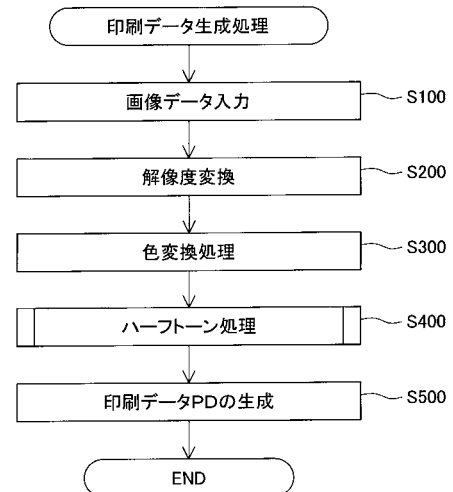 印刷データ生成処理
画像データ入力 S100
解像度変換 S200
色変換処理 S300
ハーフトーン処理 S400
印刷データPDの生成 S500
END